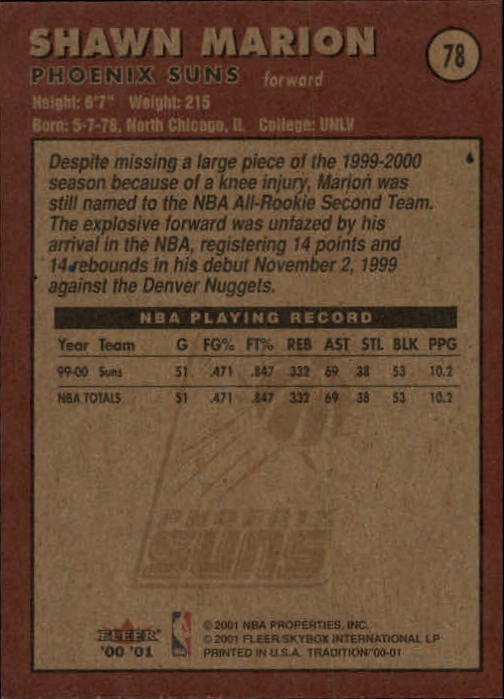 SHAWN MARION
78
PHOENIX SUNS forward
Height: 6'7" Weight: 215
Born: 5-7-78, North Chicago, IL College: UNLV
Despite missing a large piece of the 1999-2000
season because of a knee injury, Marion was
still named to the NBA All-Rookie Second Team.
The explosive forward was unfazed by his
arrival in the NBA, registering 14 points and
14 rebounds in his debut November 2, 1999
against the Denver Nuggets.
NBA PLAYING RECORD
Year Team G FG% FT% REB AST STL BLK PPG
99-00 Suns 51 .471 .847 332 69 38 53 10.2
NBA TOTALS 51 .471 .847 332 69 38 53 10.2
PHOENIX
SUNS
FLEER
'00 '01
© 2001 NBA PROPERTIES, INC.
© 2001 FLEER/SKYBOX INTERNATIONAL LP
PRINTED IN U.S.A. TRADITION'00-01